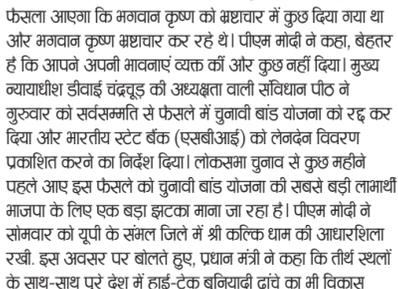 फैसला आएगा कि भगवान कृष्ण को भ्रष्टाचार में कुछ दिया गया था
और भगवान कृष्ण भ्रष्टाचार कर रहे थे। पीएम मोदी ने कहा, बेहतर
है कि आपने अपनी भावनाएं व्यक्त कीं और कुछ नहीं दिया। मुख्य
न्यायाधीश डीवाई चंद्रचूड़ की अध्यक्षता वाली संविधान पीठ ने
गुरुवार को सर्वसम्मति से फैसले में चुनावी बांड योजना को रद्द कर
दिया और भारतीय स्टेट बैंक (एसबीआई) को लेनदेन विवरण
प्रकाशित करने का निर्देश दिया। लोकसभा चुनाव से कुछ महीने
पहले आए इस फैसले को चुनावी बांड योजना की सबसे बड़ी लाभार्थी
भाजपा के लिए एक बड़ा झटका माना जा रहा है। पीएम मोदी ने
सोमवार को यूपी के संभल जिले में श्री कल्कि धाम की आधारशिला
रखी. इस अवसर पर बोलते हुए, प्रधान मंत्री ने कहा कि तीर्थ स्थलों
के साथ-साथ पूरे देश में हाई-टेक बुनियादी ढांचे का भी विकास